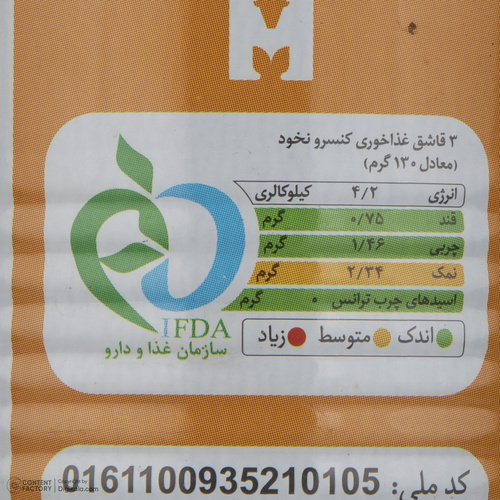 ۳ قاشق غذاخوری کنسرو نخود
(معادل ۱۳۰ گرم)
انرژی ۴/۲ کیلوکالری
قند ۰/۷۵ گرم
چربی ۱/۴۶ گرم
نمک ۲/۳۴ گرم
اسیدهای چرب ترانس ۰ گرم
اندک متوسط زیاد
IFDA
سازمان غذا و دارو
کد ملی: 0161100935210105
CONTENT FACTORY